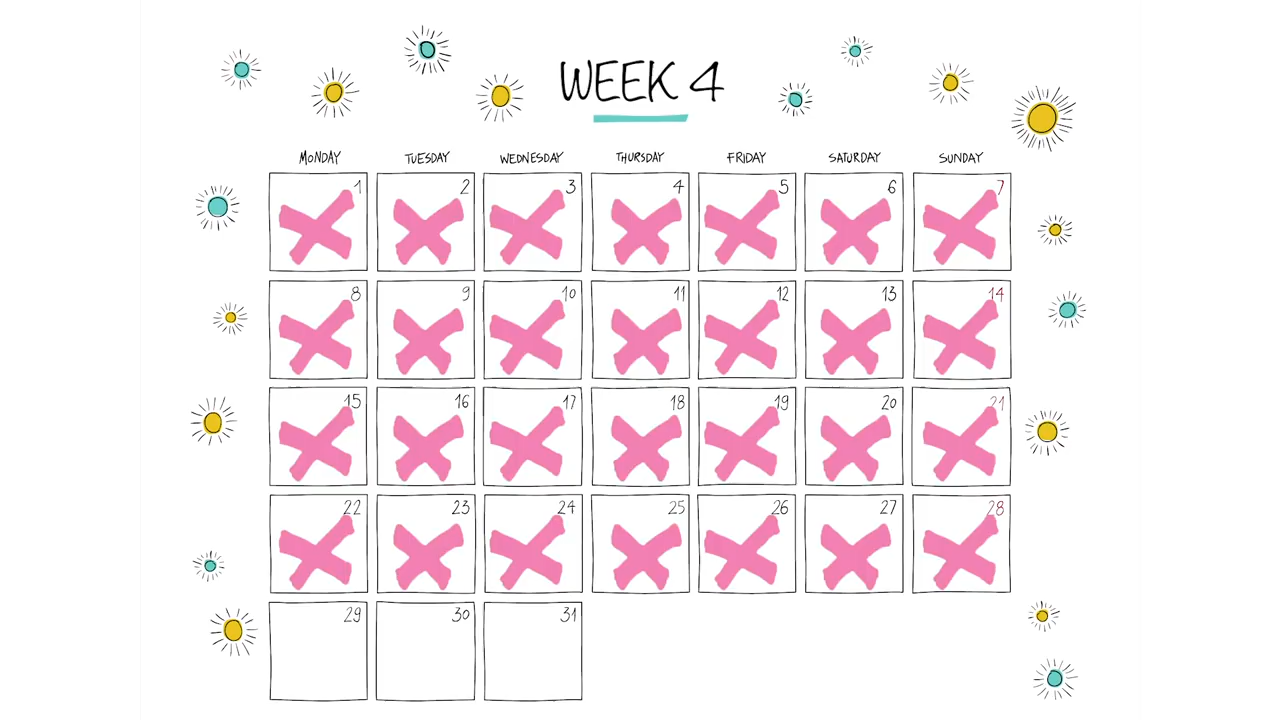 WEEK 4
MONDAY TUESDAY WEDNESDAY THURSDAY FRIDAY SATURDAY SUNDAY
1 2 3 4 5 6 7
8 9 10 11 12 13 14
15 16 17 18 19 20 21
22 23 24 25 26 27 28
29 30 31